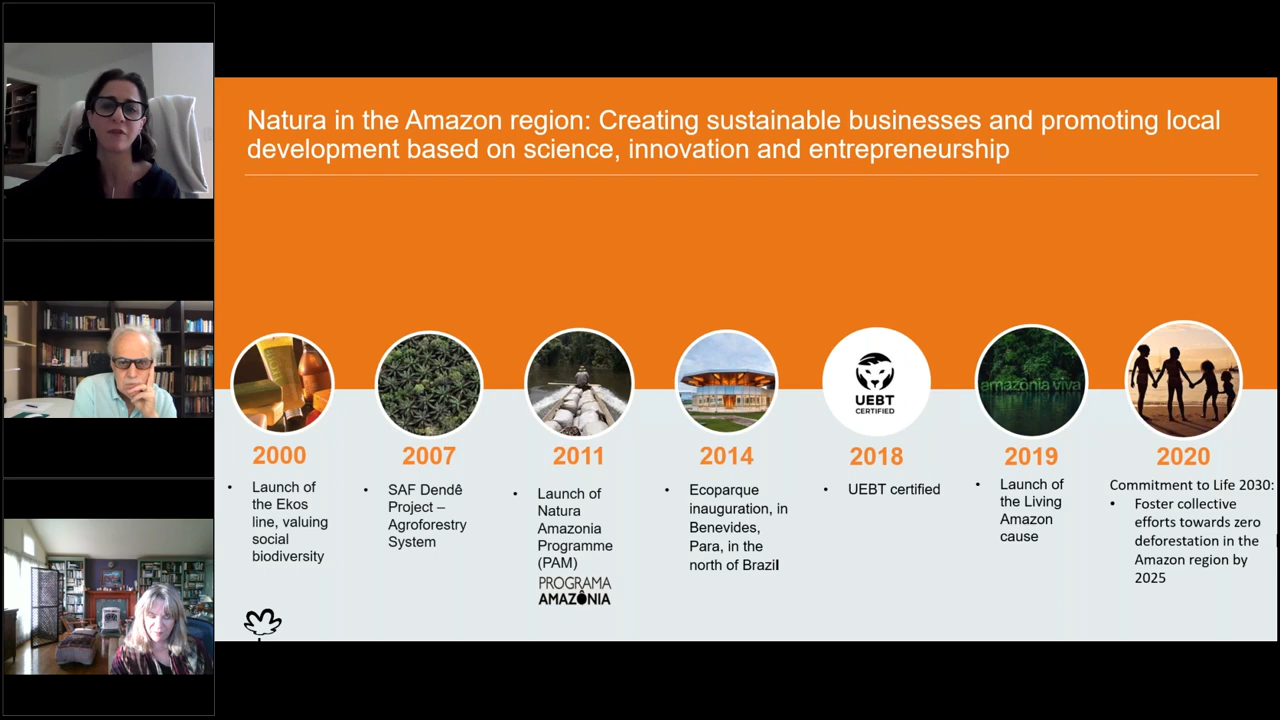 Natura in the Amazon region: Creating sustainable businesses and promoting local
development based on science, innovation and entrepreneurship
amazônia viva
UEBT
CERTIFIED
2000
• Launch of
the Ekos
line, valuing
social
biodiversity
2007
• SAF Dendê
Project –
Agroforestry
System
2011
• Launch of
Natura
Amazonia
Programme
(PAM)
PROGRAMA
AMAZÔNIA
2014
• Ecoparque
inauguration, in
Benevides,
Para, in the
north of Brazil
2018
• UEBT certified
2019
• Launch of
the Living
Amazon
cause
2020
Commitment to Life 2030:
• Foster collective
efforts towards zero
deforestation in the
Amazon region by
2025